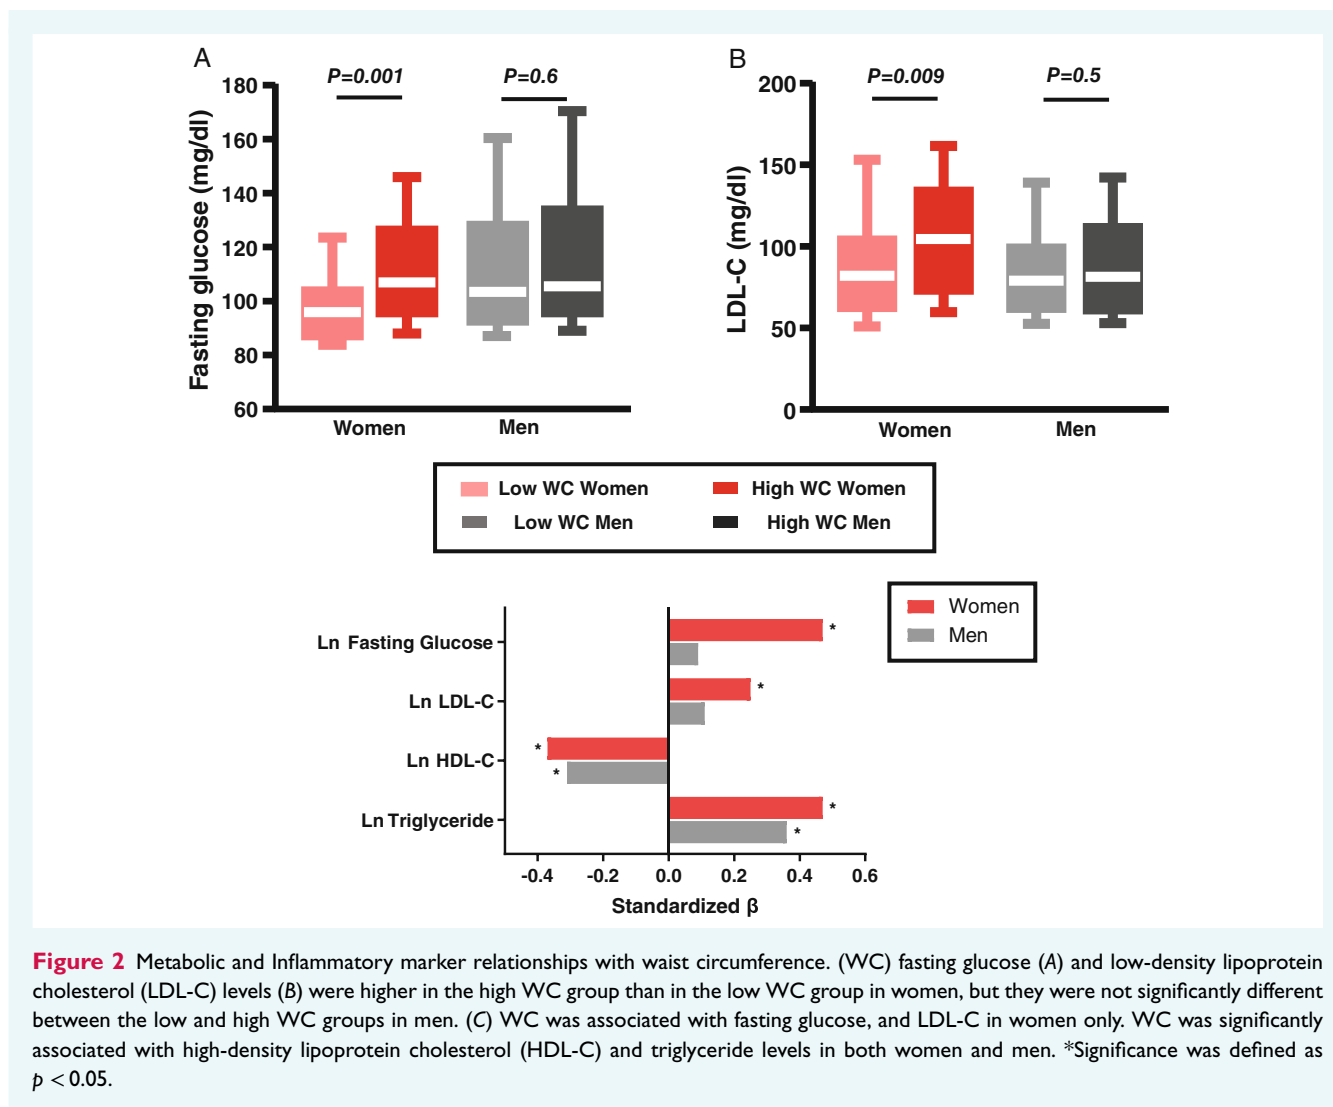 A
P=0.001
P=0.6
180
160
140
120
100
80
60
Fasting glucose (mg/dl)
Women
Men
B
P=0.009
P=0.5
200
150
100
50
0
LDL-C (mg/dl)
Women
Men
Low WC Women
High WC Women
Low WC Men
High WC Men
Women
Men
Ln Fasting Glucose
*
Ln LDL-C
*
Ln HDL-C
*
*
Ln Triglyceride
*
*
-0.4 -0.2 0.0 0.2 0.4 0.6
Standardized β
Figure 2 Metabolic and Inflammatory marker relationships with waist circumference. (WC) fasting glucose (A) and low-density lipoprotein
cholesterol (LDL-C) levels (B) were higher in the high WC group than in the low WC group in women, but they were not significantly different
between the low and high WC groups in men. (C) WC was associated with fasting glucose, and LDL-C in women only. WC was significantly
associated with high-density lipoprotein cholesterol (HDL-C) and triglyceride levels in both women and men. *Significance was defined as
p < 0.05.